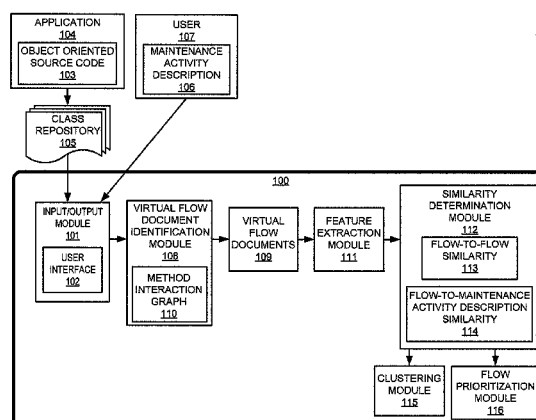 APPLICATION
104
OBJECT ORIENTED
SOURCE CODE
103
USER
107
MAINTENANCE
ACTIVITY
DESCRIPTION
106
CLASS
REPOSITORY
105
100
INPUT/OUTPUT
MODULE
101
USER
INTERFACE
102
VIRTUAL FLOW
DOCUMENT
IDENTIFICATION
MODULE
108
METHOD
INTERACTION
GRAPH
110
VIRTUAL
FLOW
DOCUMENTS
109
FEATURE
EXTRACTION
MODULE
111
SIMILARITY
DETERMINATION
MODULE
112
FLOW-TO-FLOW
SIMILARITY
113
FLOW-TO-MAINTENANCE
ACTIVITY DESCRIPTION
SIMILARITY
114
CLUSTERING
MODULE
115
FLOW
PRIORITIZATION
MODULE
116